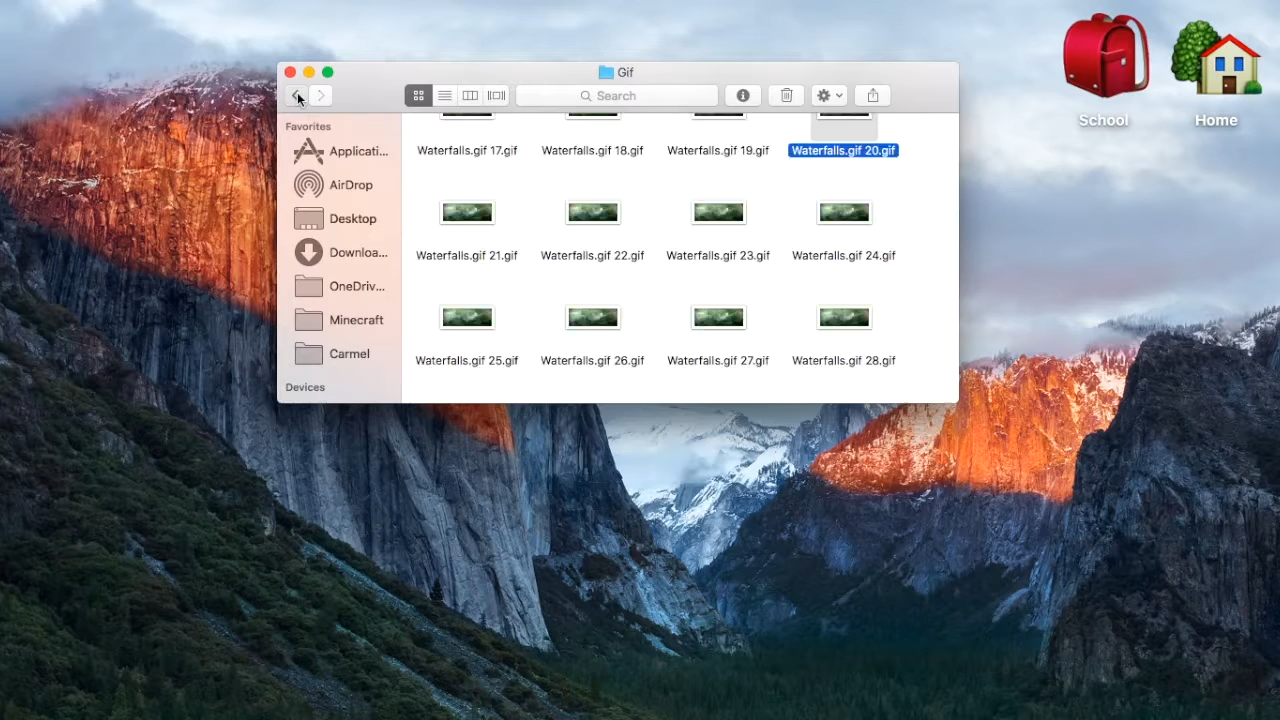 Gif
Search
School
Home
Favorites
Applicati...
AirDrop
Desktop
Downloa...
OneDriv...
Minecraft
Carmel
Devices
Waterfalls.gif 17.gif
Waterfalls.gif 18.gif
Waterfalls.gif 19.gif
Waterfalls.gif 20.gif
Waterfalls.gif 21.gif
Waterfalls.gif 22.gif
Waterfalls.gif 23.gif
Waterfalls.gif 24.gif
Waterfalls.gif 25.gif
Waterfalls.gif 26.gif
Waterfalls.gif 27.gif
Waterfalls.gif 28.gif